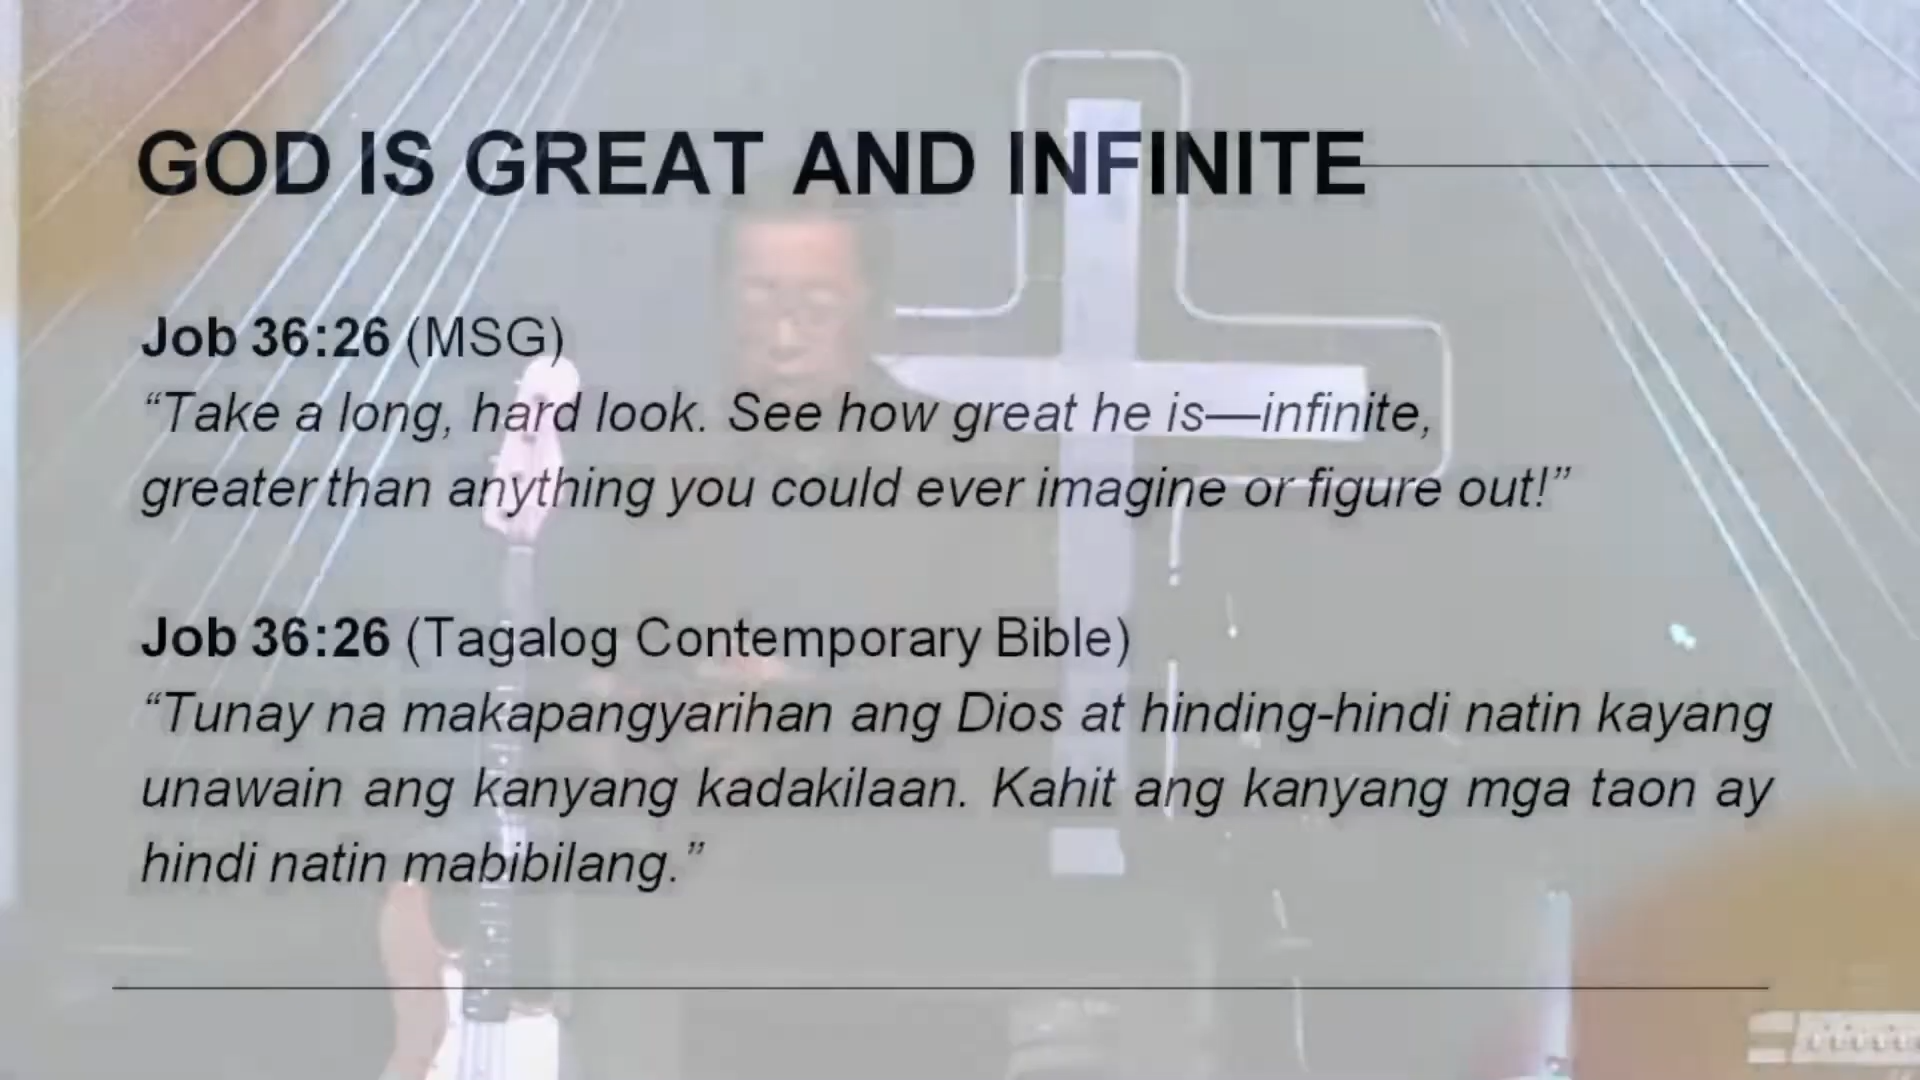 GOD IS GREAT AND INFINITE
Job 36:26 (MSG)
“Take a long, hard look. See how great he is—infinite,
greater than anything you could ever imagine or figure out!”
Job 36:26 (Tagalog Contemporary Bible)
“Tunay na makapangyarihan ang Dios at hinding-hindi natin kayang
unawain ang kanyang kadakilaan. Kahit ang kanyang mga taon ay
hindi natin mabibilang.”